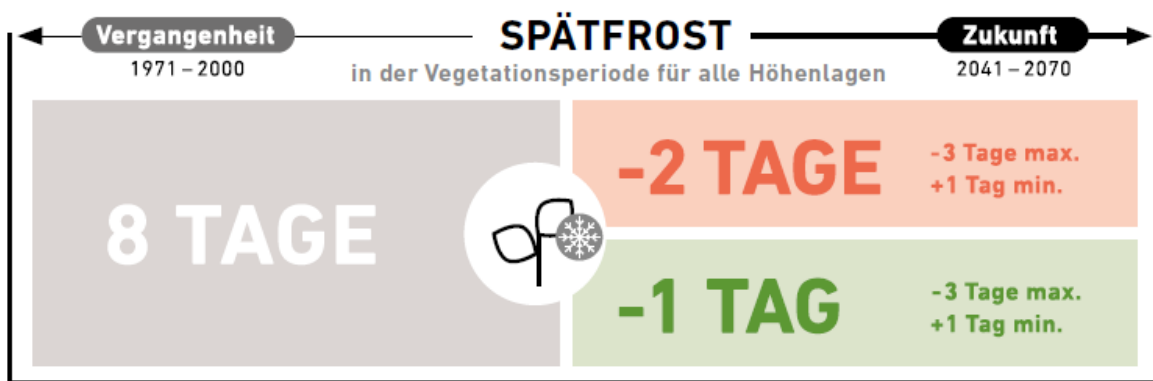 Vergangenheit
1971 – 2000
SPÄTFROST
in der Vegetationsperiode für alle Höhenlagen
Zukunft
2041 – 2070
8 TAGE
-2 TAGE
-3 Tage max.
+1 Tag min.
-1 TAG
-3 Tage max.
+1 Tag min.